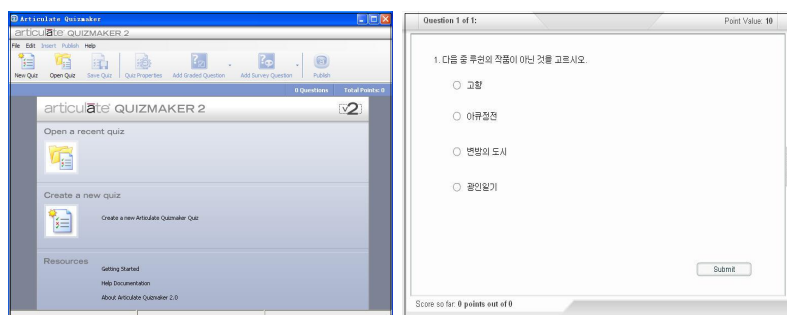 Articulate Quizmaker
articulate QUIZMAKER 2
File Edit Insert Publish Help
New Quiz Open Quiz Save Quiz Quiz Properties Add Graded Question Add Survey Question Publish
0 Questions Total Points: 0
articulate QUIZMAKER 2 v2
Open a recent quiz
Create a new quiz
Create a new Articulate Quizmaker Quiz
Resources
Getting Started
Help Documentation
About Articulate Quizmaker 2.0
Question 1 of 1: Point Value: 10
1. 다음 중 루쉰의 작품이 아닌 것을 고르시오.
고향
아큐정전
변방의 도시
광인일기
Submit
Score so far: 0 points out of 0